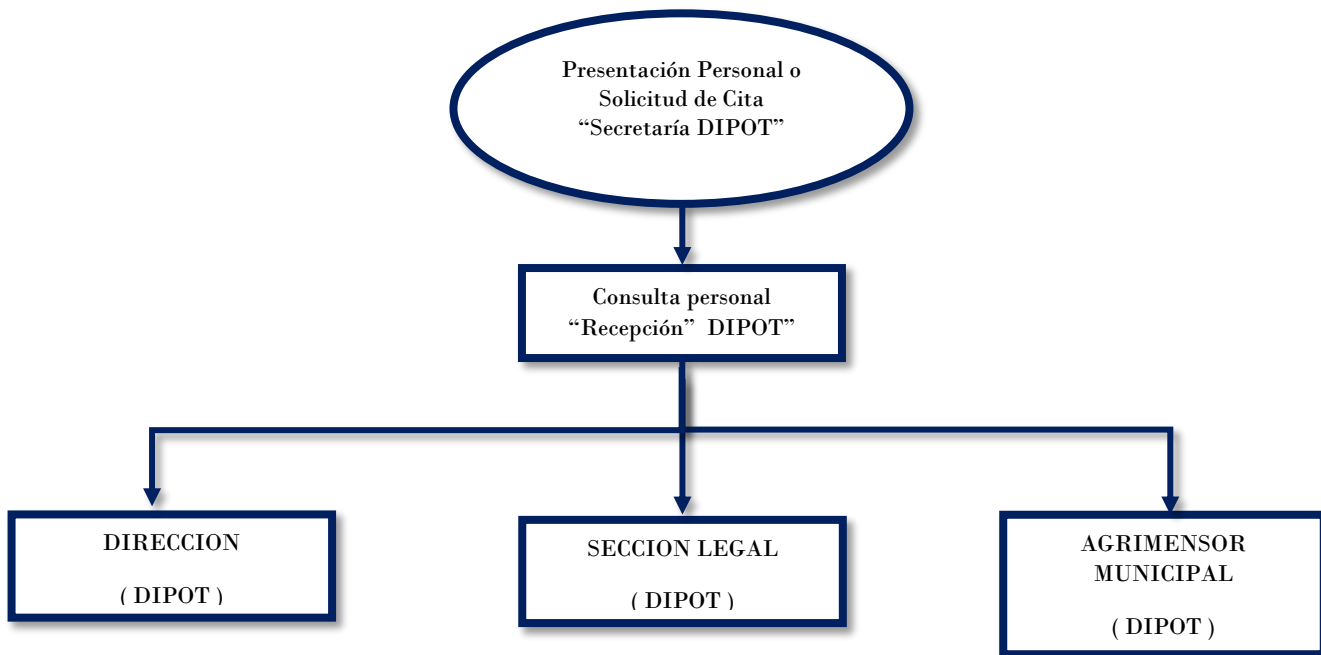 Presentación Personal o
Solicitud de Cita
“Secretaría DIPOT”
Consulta personal
“Recepción” DIPOT”
DIRECCION
( DIPOT )
SECCION LEGAL
( DIPOT )
AGRIMENSOR
MUNICIPAL
( DIPOT )